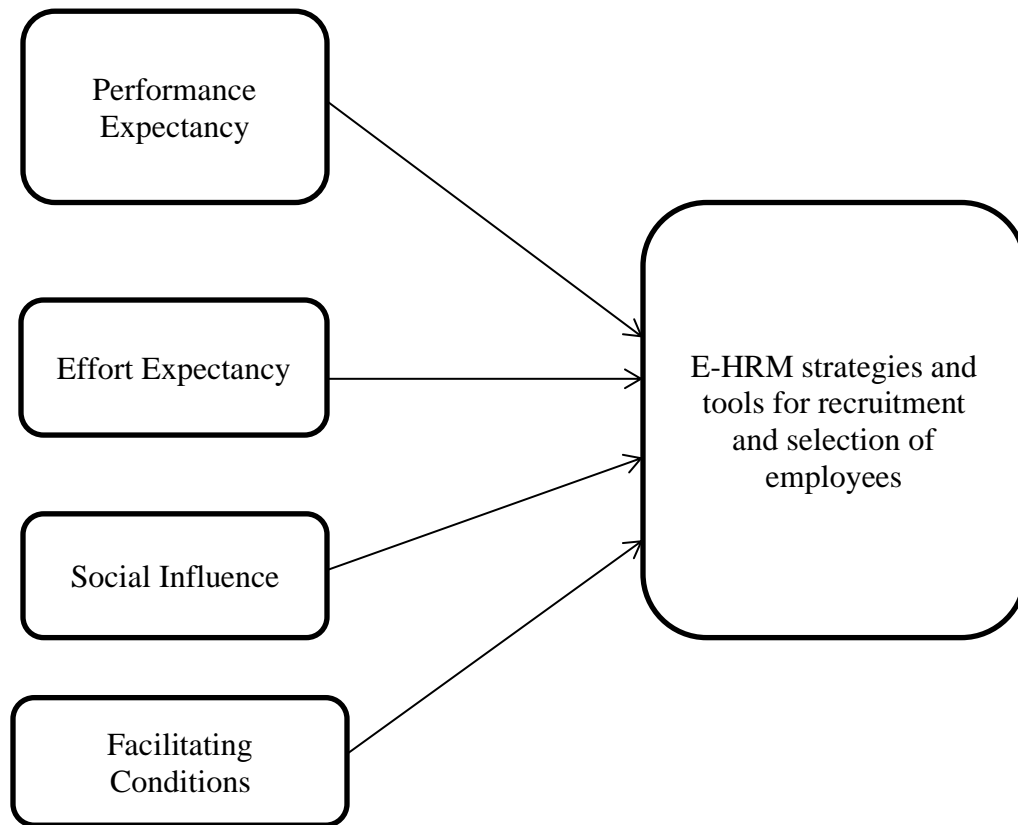 Performance
Expectancy
Effort Expectancy
Social Influence
Facilitating
Conditions
E-HRM strategies and
tools for recruitment
and selection of
employees